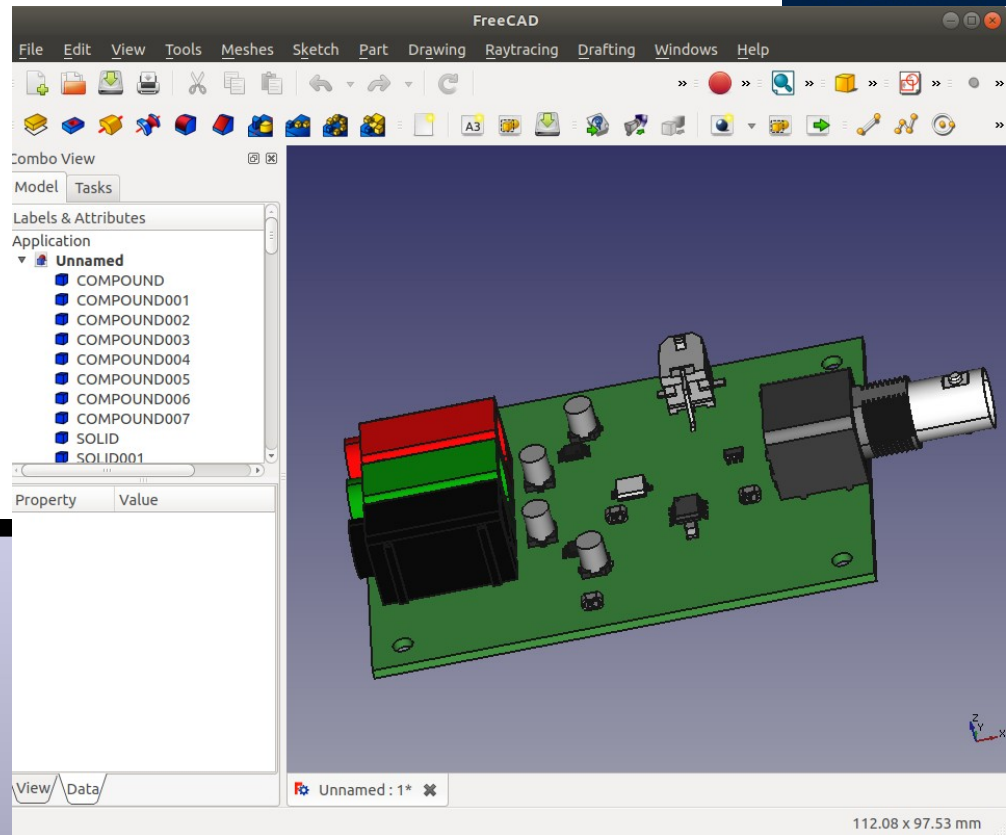 FreeCAD
File Edit View Tools Meshes Sketch Part Drawing Raytracing Drafting Windows Help
» » » » » »
A3 »
Combo View
Model Tasks
Labels & Attributes
Application
Unnamed
COMPOUND
COMPOUND001
COMPOUND002
COMPOUND003
COMPOUND004
COMPOUND005
COMPOUND006
COMPOUND007
SOLID
SOLID001
Property Value
Z
Y
X
View Data
Unnamed : 1*
112.08 x 97.53 mm